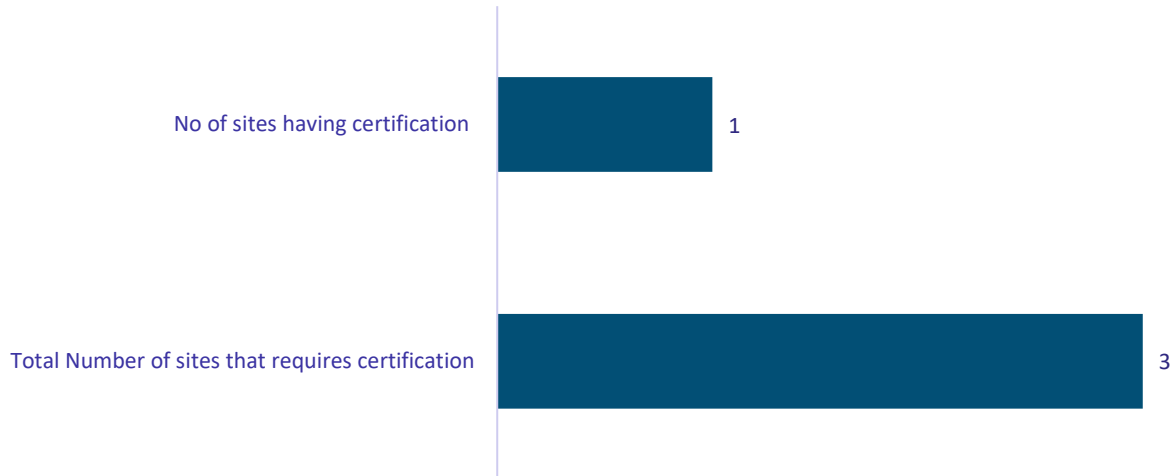 No of sites having certification
1
Total Number of sites that requires certification
3